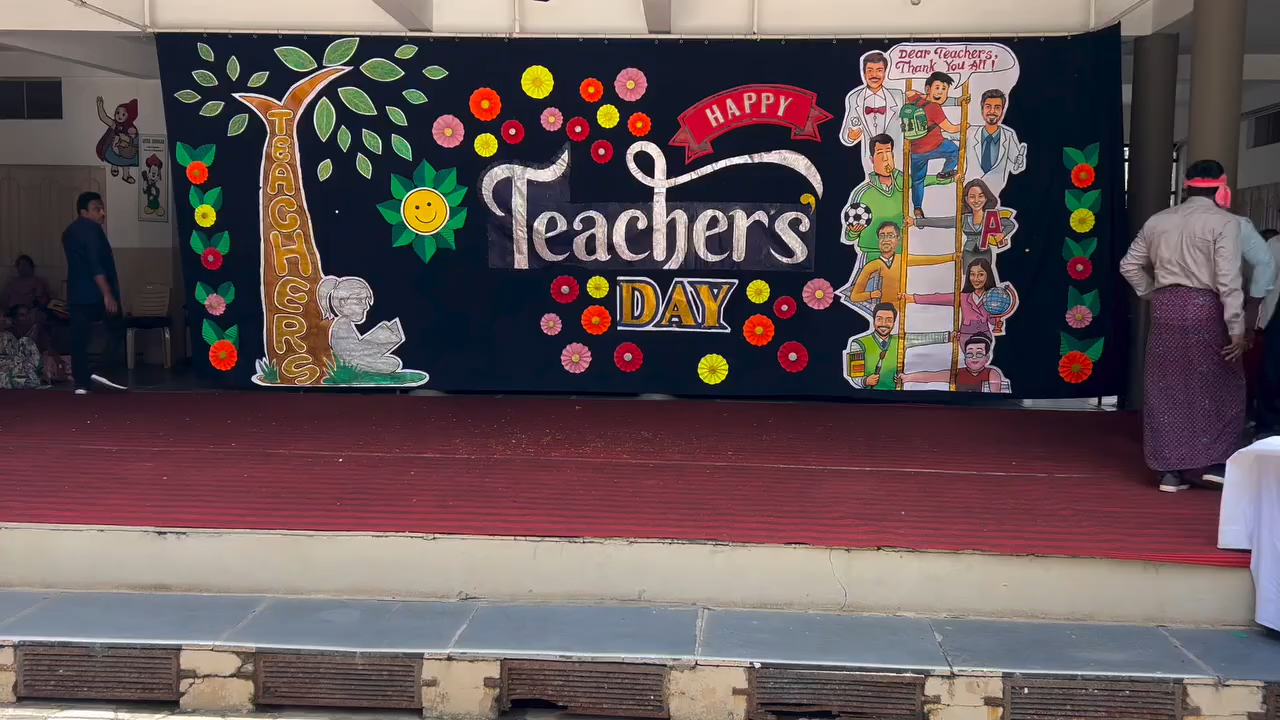 TEACHERS
HAPPY
Teachers'
DAY
Dear Teachers,
Thank You All!
A